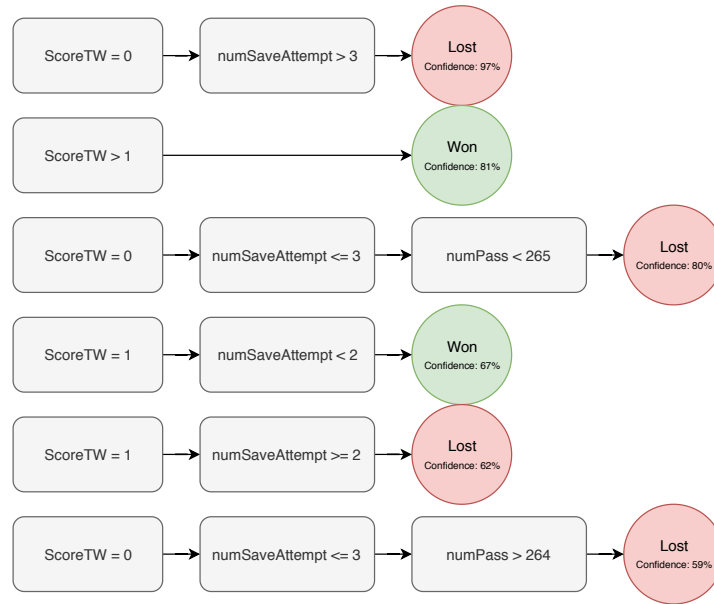 ScoreTW = 0
numSaveAttempt > 3
Lost
Confidence: 97%
ScoreTW > 1
Won
Confidence: 81%
ScoreTW = 0
numSaveAttempt <= 3
numPass < 265
Lost
Confidence: 80%
ScoreTW = 1
numSaveAttempt < 2
Won
Confidence: 67%
ScoreTW = 1
numSaveAttempt >= 2
Lost
Confidence: 62%
ScoreTW = 0
numSaveAttempt <= 3
numPass > 264
Lost
Confidence: 59%